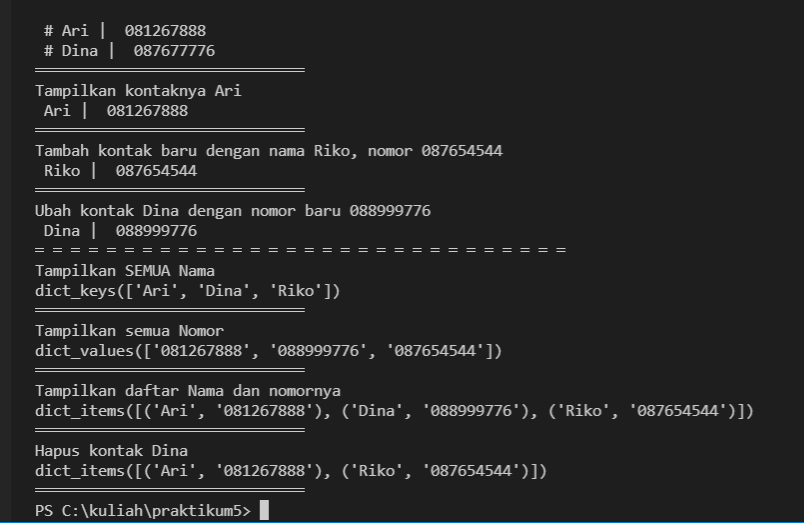 # Ari | 081267888
# Dina | 087677776
==============================
Tampilkan kontaknya Ari
Ari | 081267888
==============================
Tambah kontak baru dengan nama Riko, nomor 087654544
Riko | 087654544
==============================
Ubah kontak Dina dengan nomor baru 088999776
Dina | 088999776
= = = = = = = = = = = = = = = = = = = = = = = = = = = = = =
Tampilkan SEMUA Nama
dict_keys(['Ari', 'Dina', 'Riko'])
==============================
Tampilkan semua Nomor
dict_values(['081267888', '088999776', '087654544'])
==============================
Tampilkan daftar Nama dan nomornya
dict_items([('Ari', '081267888'), ('Dina', '088999776'), ('Riko', '087654544')])
==============================
Hapus kontak Dina
dict_items([('Ari', '081267888'), ('Riko', '087654544')])
==============================
PS C:\kuliah\praktikum5>